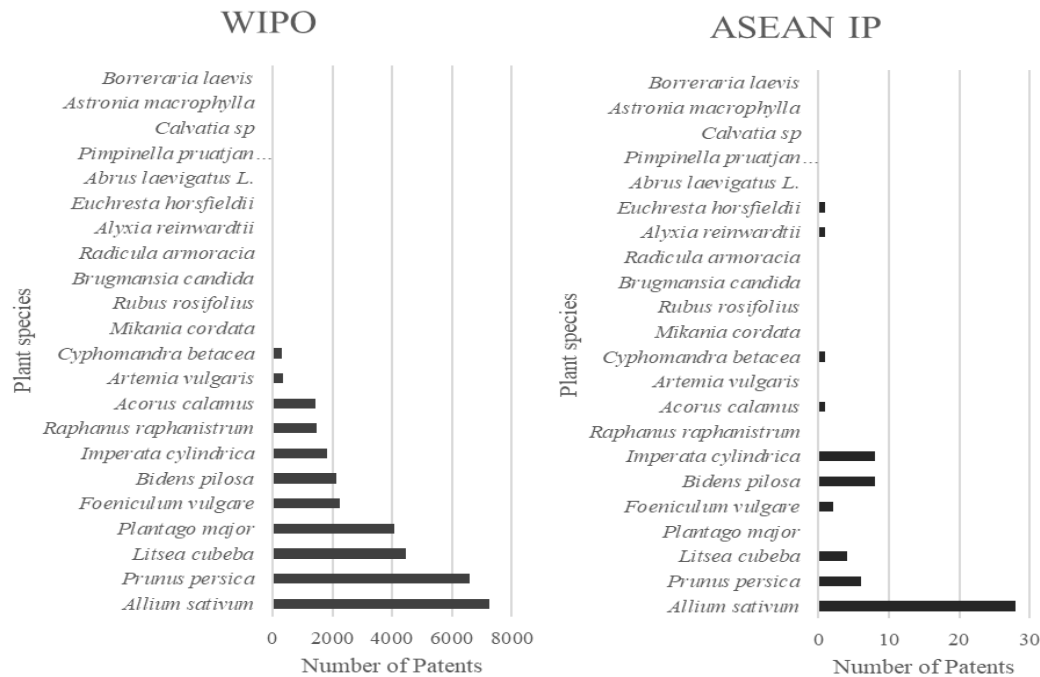 WIPO
Borreraria laevis
Astronia macrophylla
Calvatia sp
Pimpinella pruatjan ...
Abrus laevigatus L.
Euchresta horsfieldii
Alyxia reinwardtii
Radicula armoracia
Brugmansia candida
Rubus rosifolius
Mikania cordata
Cyphomandra betacea
Artemia vulgaris
Acorus calamus
Raphanus raphanistrum
Imperata cylindrica
Bidens pilosa
Foeniculum vulgare
Plantago major
Litsea cubeba
Prunus persica
Allium sativum
Plant species
0 2000 4000 6000 8000
Number of Patents
ASEAN IP
Borreraria laevis
Astronia macrophylla
Calvatia sp
Pimpinella pruatjan ...
Abrus laevigatus L.
Euchresta horsfieldii
Alyxia reinwardtii
Radicula armoracia
Brugmansia candida
Rubus rosifolius
Mikania cordata
Cyphomandra betacea
Artemia vulgaris
Acorus calamus
Raphanus raphanistrum
Imperata cylindrica
Bidens pilosa
Foeniculum vulgare
Plantago major
Litsea cubeba
Prunus persica
Allium sativum
Plant species
0 10 20 30
Number of Patents